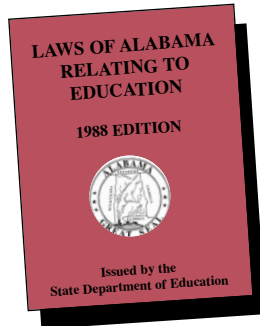 LAWS OF ALABAMA
RELATING TO
EDUCATION
1988 EDITION
ALABAMA
GREAT SEAL
Issued by the
State Department of Education